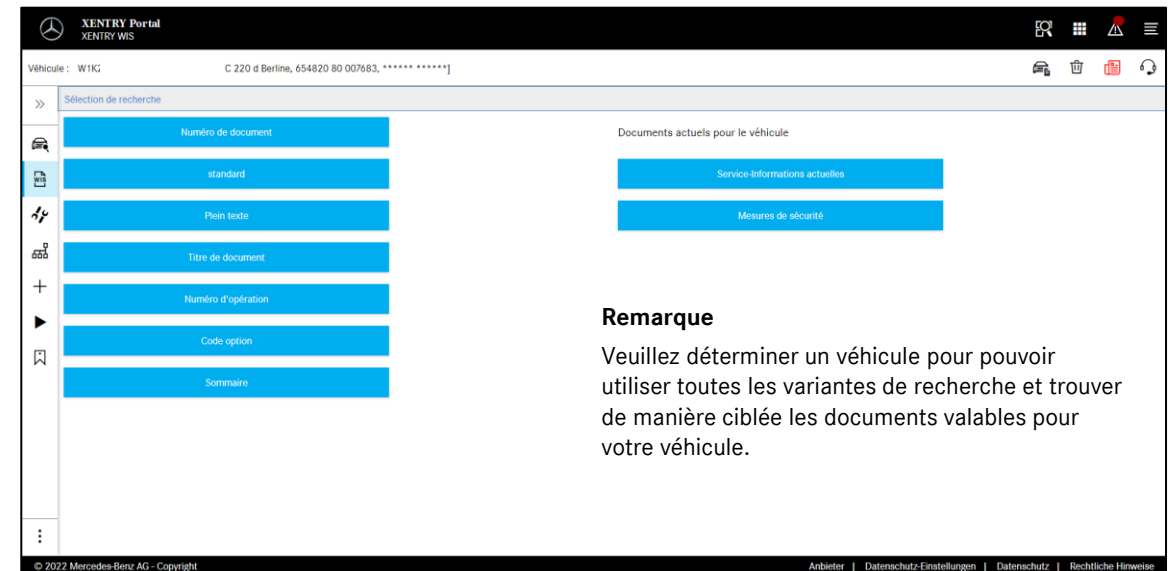 XENTRY Portal
XENTRY WIS
Véhicule : W1K
C 220 d Berline, 654820 80 007683, ****** ******]
Sélection de recherche
Numéro de document
Documents actuels pour le véhicule
standard
Service-Informations actuelles
WIS
Plein texte
Mesures de sécurité
Titre de document
Numéro d'opération
Code option
Sommaire
Remarque
Veuillez déterminer un véhicule pour pouvoir
utiliser toutes les variantes de recherche et trouver
de manière ciblée les documents valables pour
votre véhicule.
© 2022 Mercedes-Benz AG - Copyright
Anbieter | Datenschutz-Einstellungen | Datenschutz | Rechtliche Hinweise